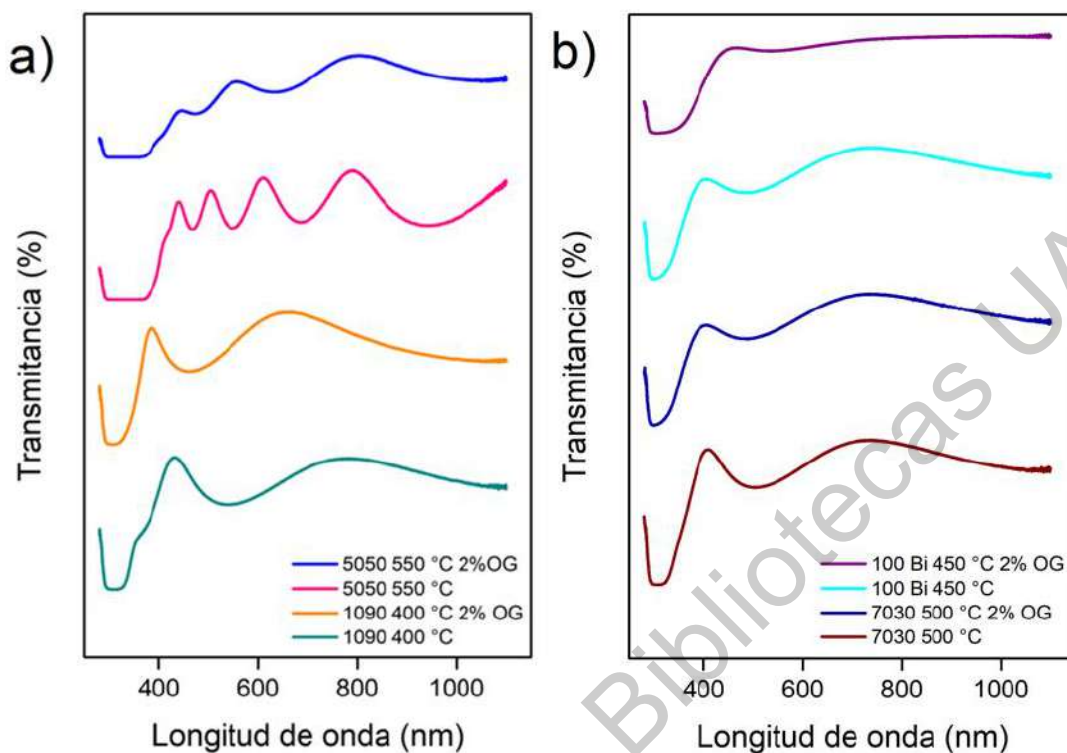 a)
Transmitancia (%)
5050 550 °C 2%OG
5050 550 °C
1090 400 °C 2% OG
1090 400 °C
400 600 800 1000
Longitud de onda (nm)
b)
Transmitancia (%)
100 Bi 450 °C 2% OG
100 Bi 450 °C
7030 500 °C 2% OG
7030 500 °C
400 600 800 1000
Longitud de onda (nm)
Bibliotecas